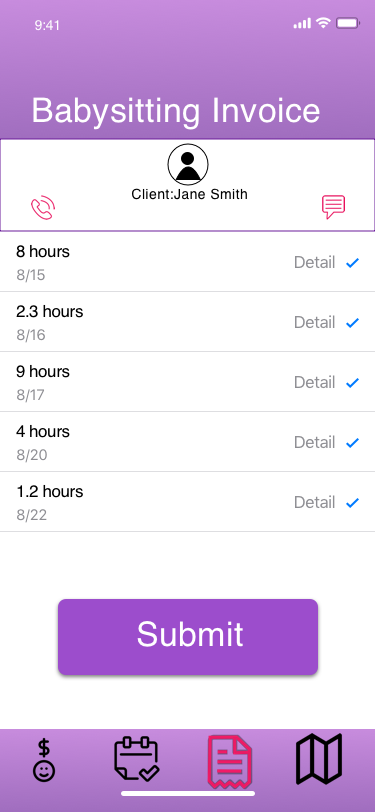 9:41
Babysitting Invoice
Client:Jane Smith
8 hours
Detail
8/15
2.3 hours
Detail
8/16
9 hours
Detail
8/17
4 hours
Detail
8/20
1.2 hours
Detail
8/22
Submit
$